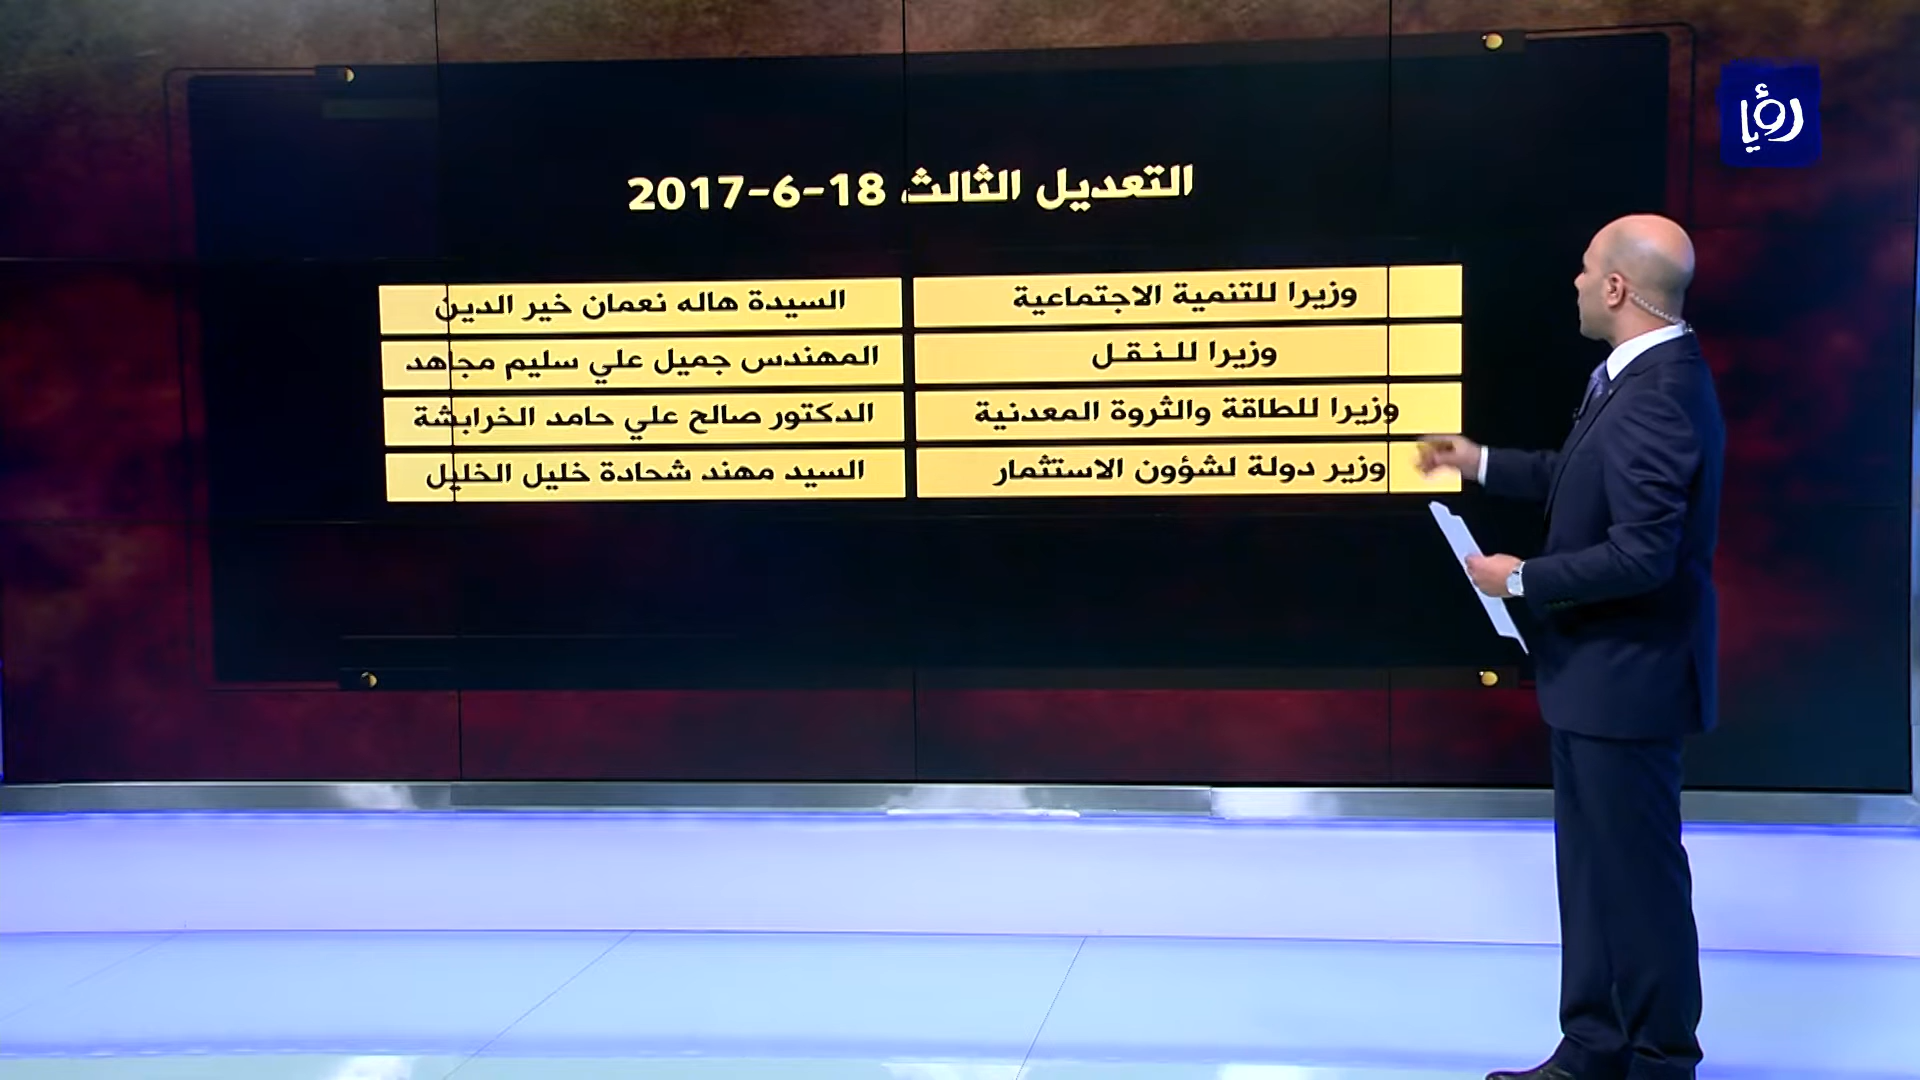 رؤيا
التعديل الثالث 18-6-2017
وزيرا للتنمية الاجتماعية السيدة هاله نعمان خير الدين
وزيرا للنقل المهندس جميل علي سليم مجاهد
وزيرا للطاقة والثروة المعدنية الدكتور صالح علي حامد الخرابشة
وزير دولة لشؤون الاستثمار السيد مهند شحادة خليل الخليل